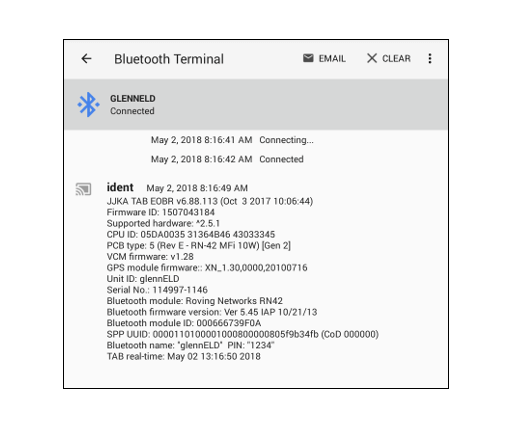 Bluetooth Terminal EMAIL CLEAR
GLENNELD
Connected
May 2, 2018 8:16:41 AM Connecting...
May 2, 2018 8:16:42 AM Connected
ident May 2, 2018 8:16:49 AM
JJKA TAB EOBR v6.88.113 (Oct 3 2017 10:06:44)
Firmware ID: 1507043184
Supported hardware: ^2.5.1
CPU ID: 05DA0035 31364B46 43033345
PCB type: 5 (Rev E - RN-42 MFi 10W) [Gen 2]
VCM firmware: v1.28
GPS module firmware:: XN_1.30,0000,20100716
Unit ID: glennELD
Serial No.: 114997-1146
Bluetooth module: Roving Networks RN42
Bluetooth firmware version: Ver 5.45 IAP 10/21/13
Bluetooth module ID: 000666739F0A
SPP UUID: 0000110100001000800000805f9b34fb (CoD 000000)
Bluetooth name: "glennELD" PIN: "1234"
TAB real-time: May 02 13:16:50 2018